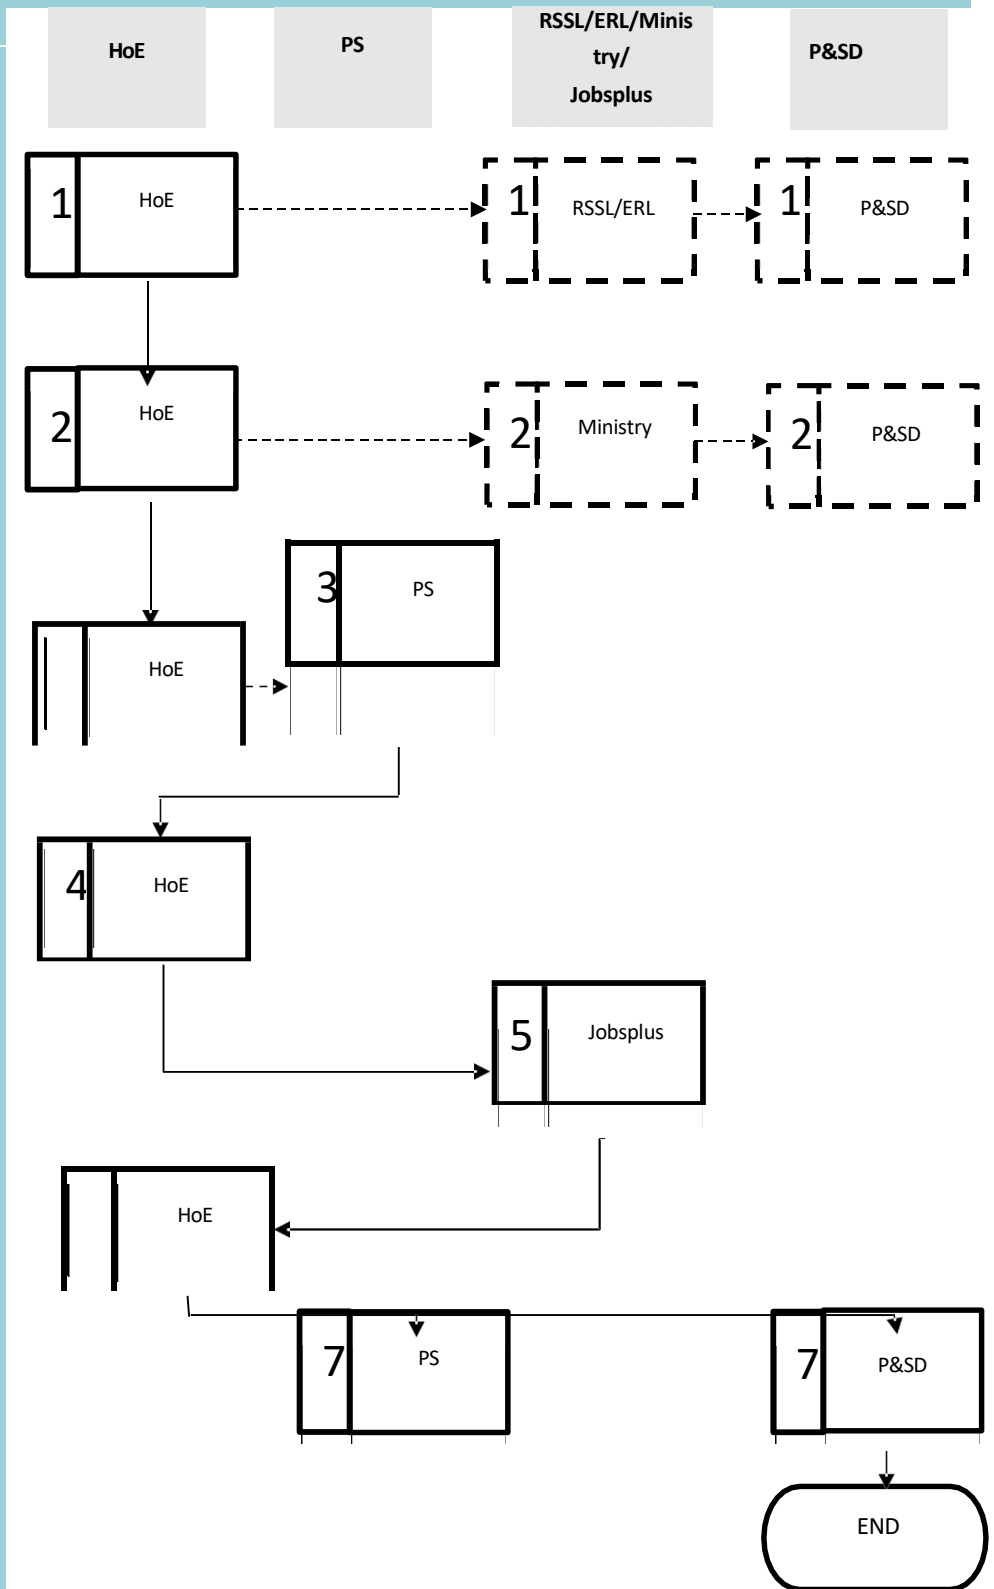 HoE
PS
RSSL/ERL/Minis
try/
Jobsplus
P&SD
1
HoE
1
RSSL/ERL
1
P&SD
2
HoE
2
Ministry
2
P&SD
3
PS
HoE
4
HoE
5
Jobsplus
HoE
7
PS
7
P&SD
END